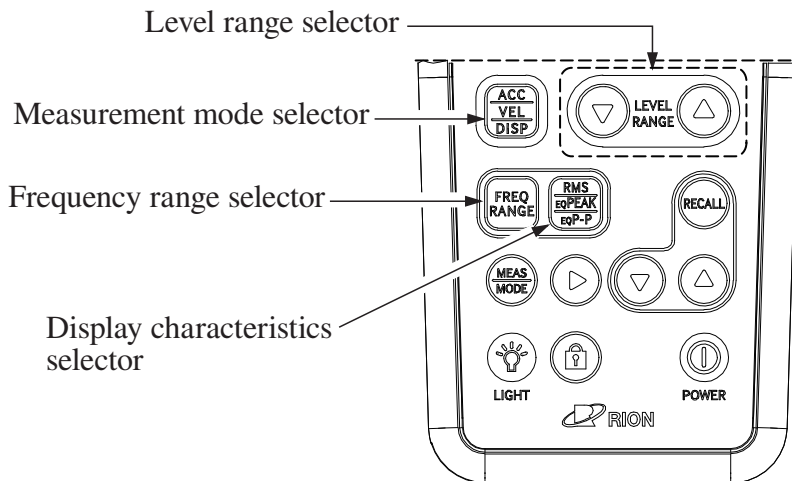 Level range selector
ACC
VEL
DISP
LEVEL
RANGE
Measurement mode selector
Frequency range selector
FREQ
RANGE
RMS
EQPEAK
EQP-P
RECALL
MEAS
MODE
Display characteristics
selector
LIGHT
POWER
RION